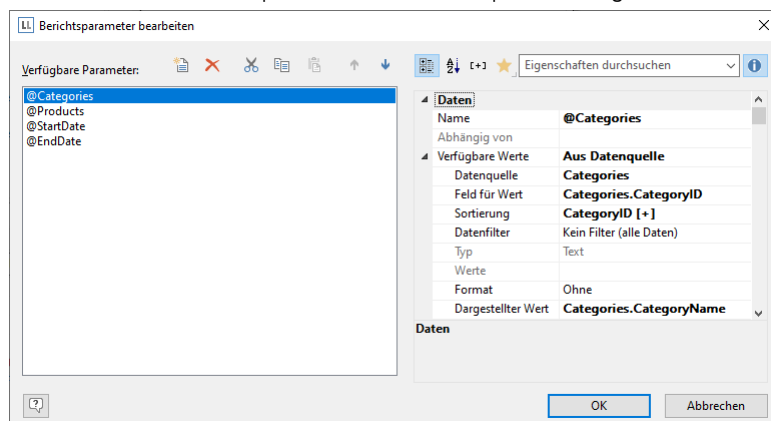 LL Berichtsparameter bearbeiten
Verfügbare Parameter:
[+]
Eigenschaften durchsuchen
@Categories
@Products
@StartDate
@EndDate
Daten
Name @Categories
Abhängig von
Verfügbare Werte Aus Datenquelle
Datenquelle Categories
Feld für Wert Categories.CategoryID
Sortierung CategoryID [+]
Datenfilter Kein Filter (alle Daten)
Typ Text
Werte
Format Ohne
Dargestellter Wert Categories.CategoryName
Daten
OK Abbrechen